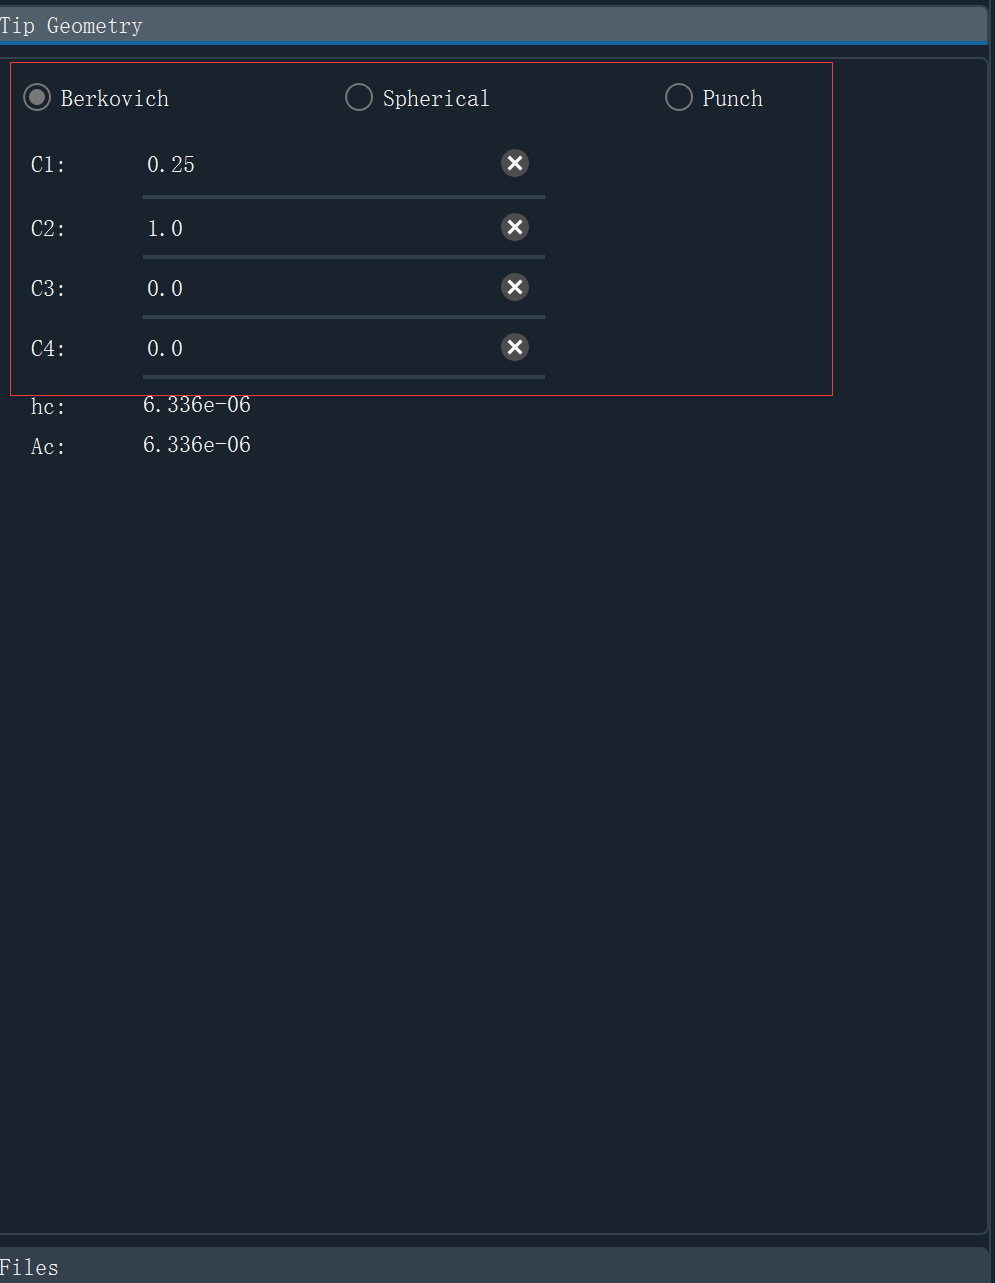 Tip Geometry
Berkovich Spherical Punch
C1: 0.25
C2: 1.0
C3: 0.0
C4: 0.0
hc: 6.336e-06
Ac: 6.336e-06
Files